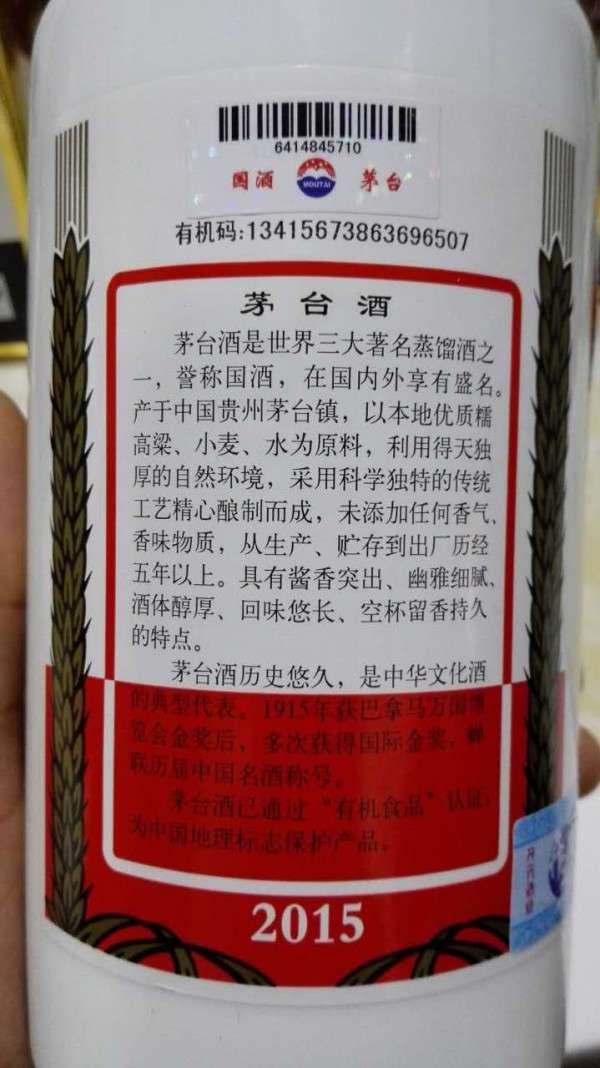 6414845710
国酒 MOUTAI 茅台
有机码:13415673863696507
茅台酒
茅台酒是世界三大著名蒸馏酒之
一，誉称国酒，在国内外享有盛名。
产于中国贵州茅台镇，以本地优质糯
高粱、小麦、水为原料，利用得天独
厚的自然环境，采用科学独特的传统
工艺精心酿制而成，未添加任何香气、
香味物质，从生产、贮存到出厂历经
五年以上。具有酱香突出、幽雅细腻、
酒体醇厚、回味悠长、空杯留香持久
的特点。
茅台酒历史悠久，是中华文化酒
的典型代表。1915年获巴拿马万国博
览会金奖后，多次获得国际金奖，蝉
联历届中国名酒称号。
茅台酒已通过“有机食品”认证，
为中国地理标志保护产品。
2015